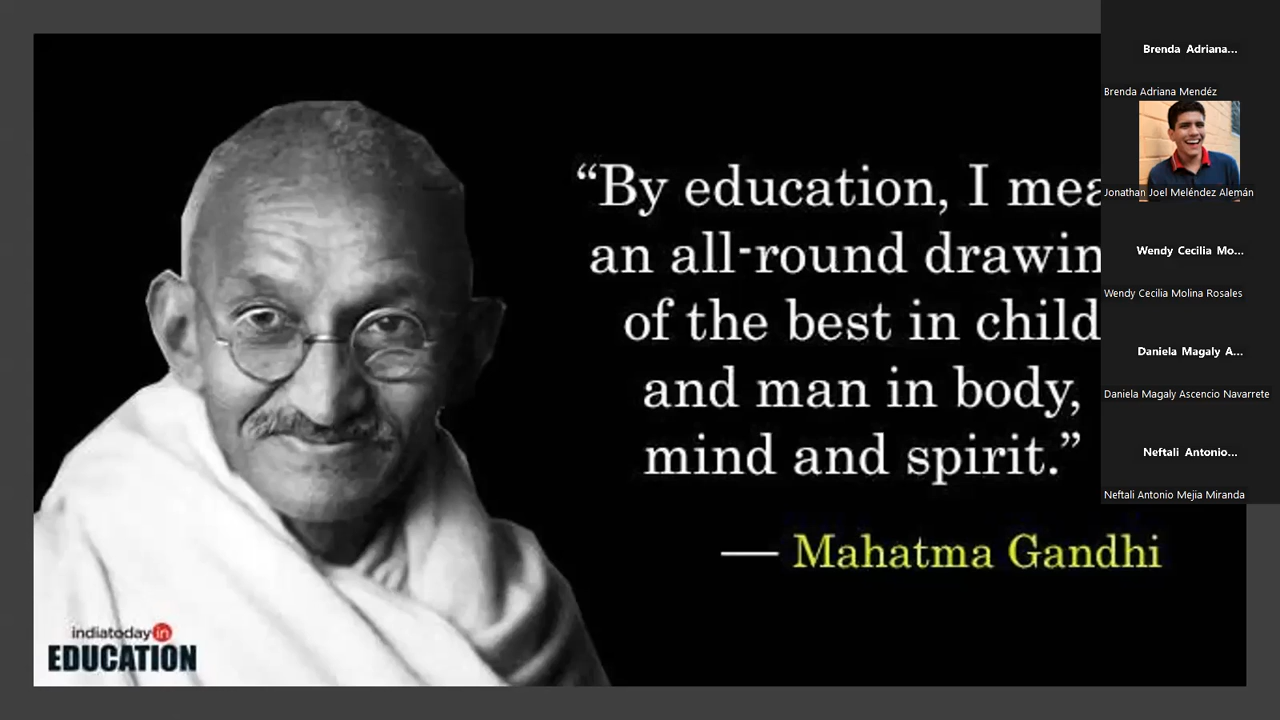 “By education, I mea
an all-round drawin
of the best in child
and man in body,
mind and spirit.”
— Mahatma Gandhi
indiatoday.in
EDUCATION
Brenda Adriana...
Brenda Adriana Mendéz
Jonathan Joel Meléndez Alemán
Wendy Cecilia Mo...
Wendy Cecilia Molina Rosales
Daniela Magaly A...
Daniela Magaly Ascencio Navarrete
Neftali Antonio...
Neftali Antonio Mejia Miranda